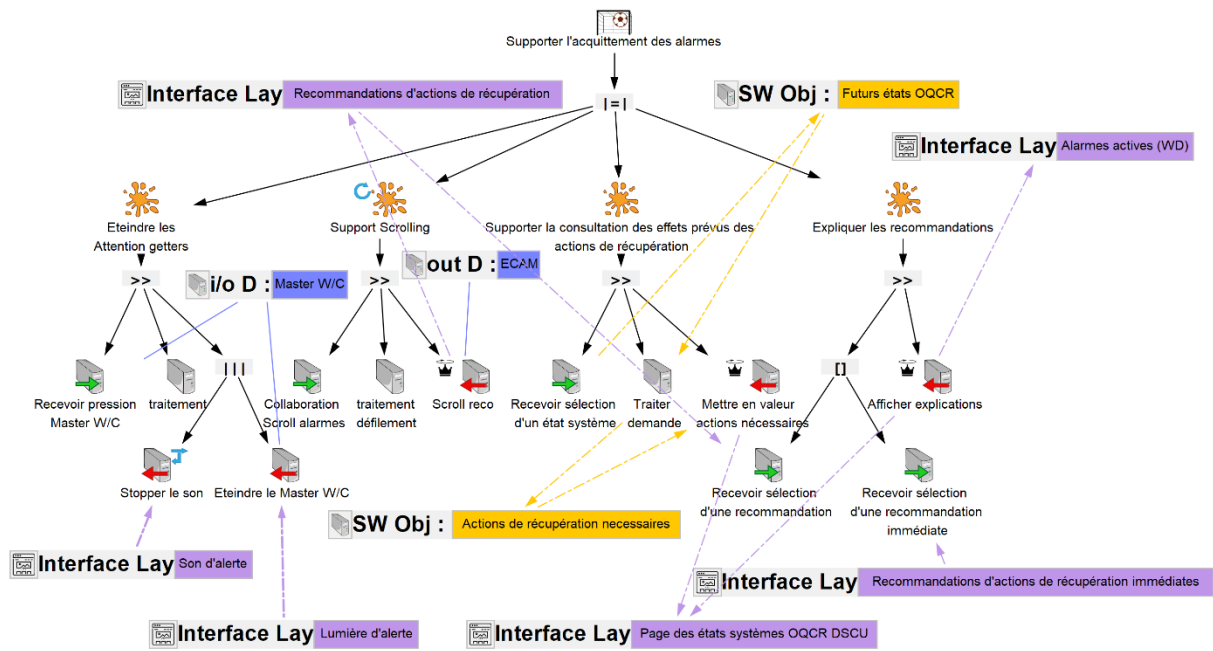 Supporter l'acquittement des alarmes
Interface Lay Recommandations d'actions de récupération
SW Obj : Futurs états OQCR
|=|
Interface Lay Alarmes actives (WD)
Eteindre les
Attention getters
Support Scrolling
Supporter la consultation des effets prévus des
actions de récupération
Expliquer les recommandations
>>
i/o D : Master W/C
>>
out D : ECAM
>>
>>
Recevoir pression
Master W/C
traitement
|||
Collaboration
Scroll alarmes
traitement
défilement
Scroll reco
Recevoir sélection
d'un état système
Traiter
demande
Mettre en valeur
actions nécessaires
[]
Afficher explications
Stopper le son
Eteindre le Master W/C
Recevoir sélection
d'une recommandation
Recevoir sélection
d'une recommandation
immédiate
SW Obj : Actions de récupération necessaires
Interface Lay Son d'alerte
Interface Lay Recommandations d'actions de récupération immédiates
Interface Lay Lumière d'alerte
Interface Lay Page des états systèmes OQCR DSCU